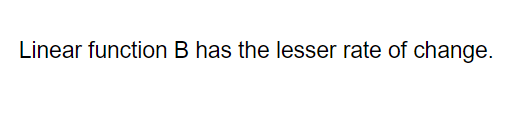 Linear function B has the lesser rate of change.